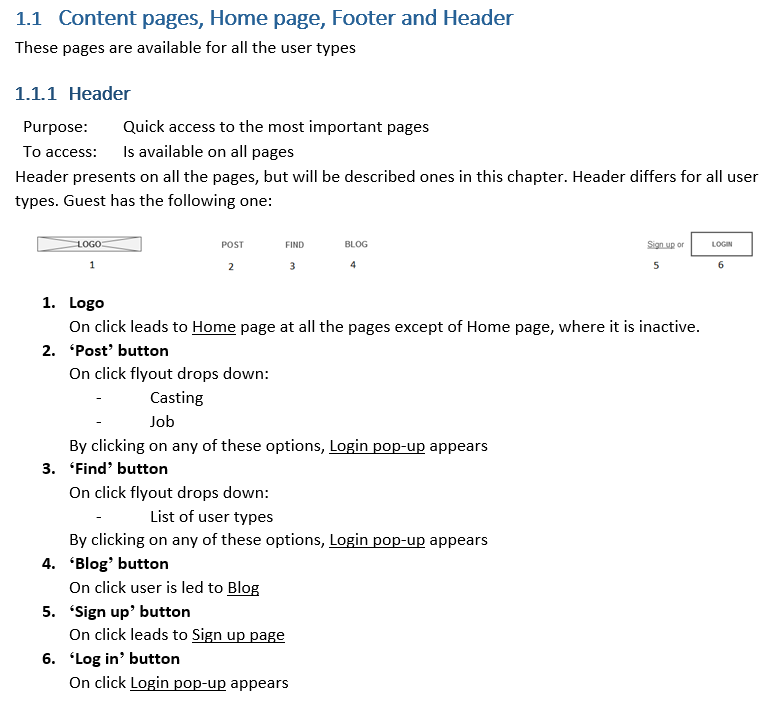 1.1 Content pages, Home page, Footer and Header
These pages are available for all the user types
1.1.1 Header
Purpose: Quick access to the most important pages
To access: Is available on all pages
Header presents on all the pages, but will be described ones in this chapter. Header differs for all user
types. Guest has the following one:
LOGO POST FIND BLOG Sign up or LOGIN
1 2 3 4 5 6
1. Logo
On click leads to Home page at all the pages except of Home page, where it is inactive.
2. ‘Post’ button
On click flyout drops down:
- Casting
- Job
By clicking on any of these options, Login pop-up appears
3. ‘Find’ button
On click flyout drops down:
- List of user types
By clicking on any of these options, Login pop-up appears
4. ‘Blog’ button
On click user is led to Blog
5. ‘Sign up’ button
On click leads to Sign up page
6. ‘Log in’ button
On click Login pop-up appears